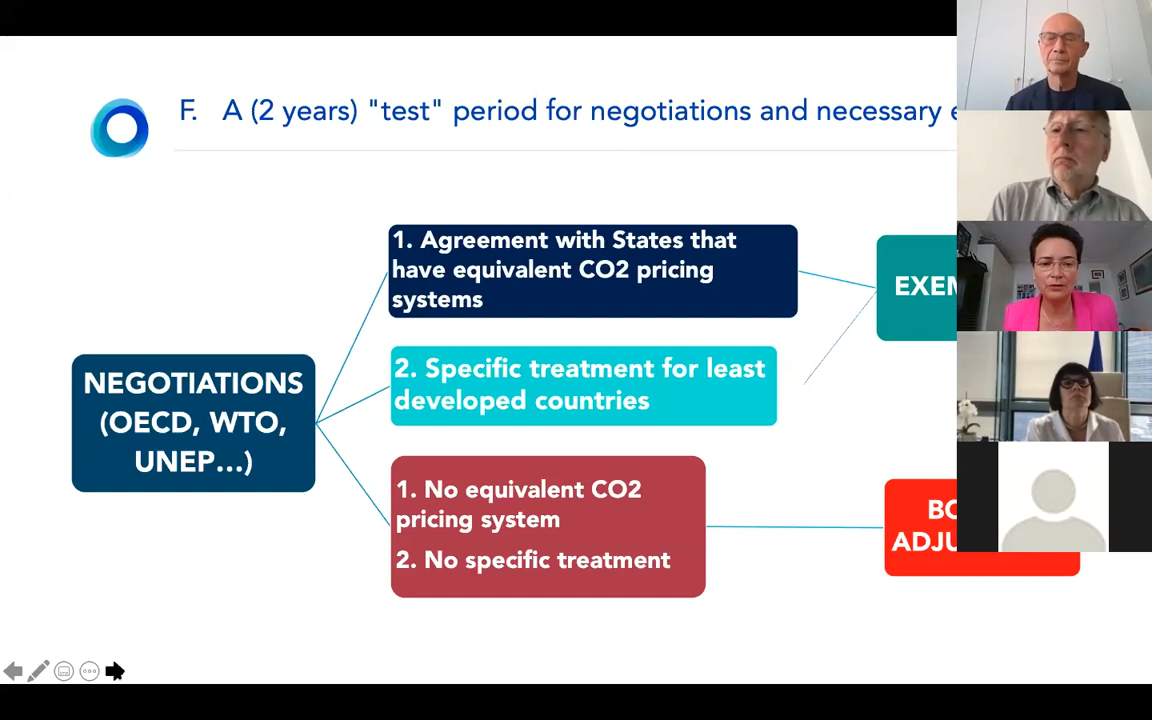 F. A (2 years) "test" period for negotiations and necessary
1. Agreement with States that
have equivalent CO2 pricing
systems
2. Specific treatment for least
developed countries
NEGOTIATIONS
(OECD, WTO,
UNEP...)
1. No equivalent CO2
pricing system
2. No specific treatment